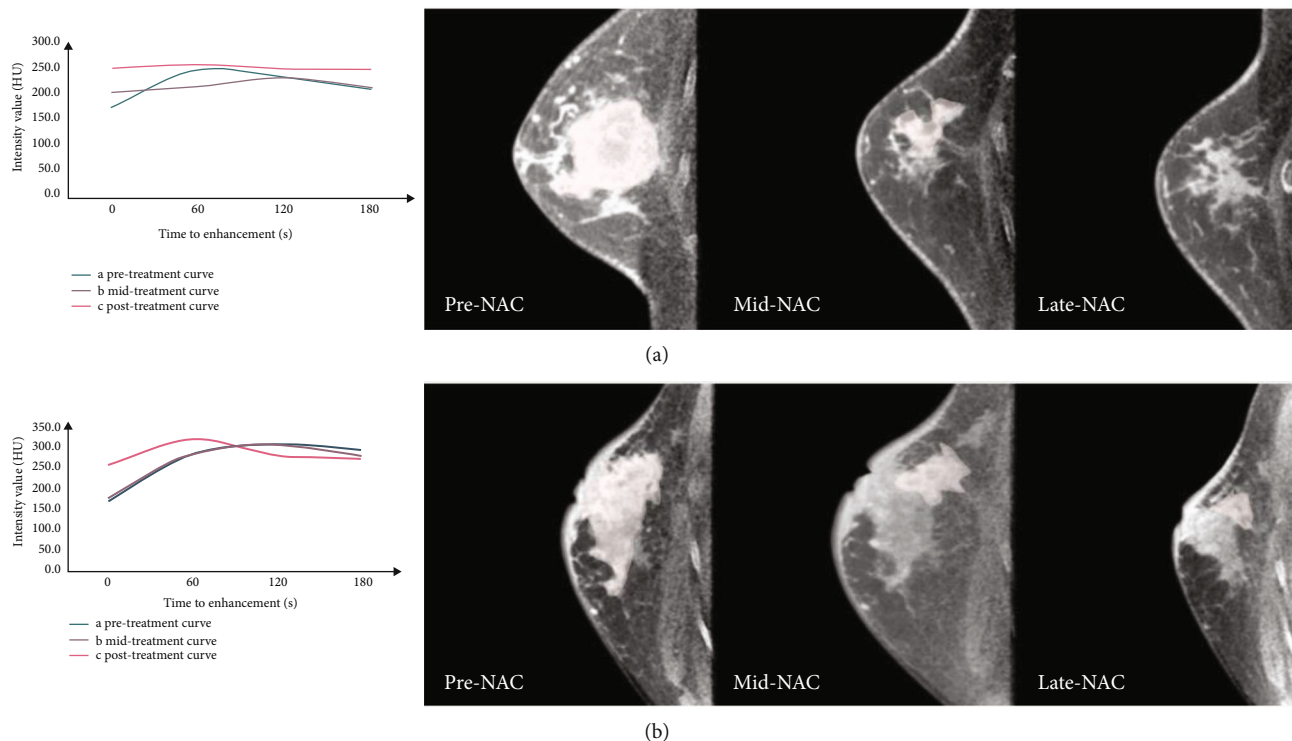 300.0
250.0
200.0
150.0
100.0
50.0
0.0
Intensity value (HU)
0 60 120 180
Time to enhancement (s)
a pre-treatment curve
b mid-treatment curve
c post-treatment curve
Pre-NAC Mid-NAC Late-NAC
(a)
350.0
300.0
250.0
200.0
150.0
100.0
50.0
0.0
Intensity value (HU)
0 60 120 180
Time to enhancement (s)
a pre-treatment curve
b mid-treatment curve
c post-treatment curve
Pre-NAC Mid-NAC Late-NAC
(b)